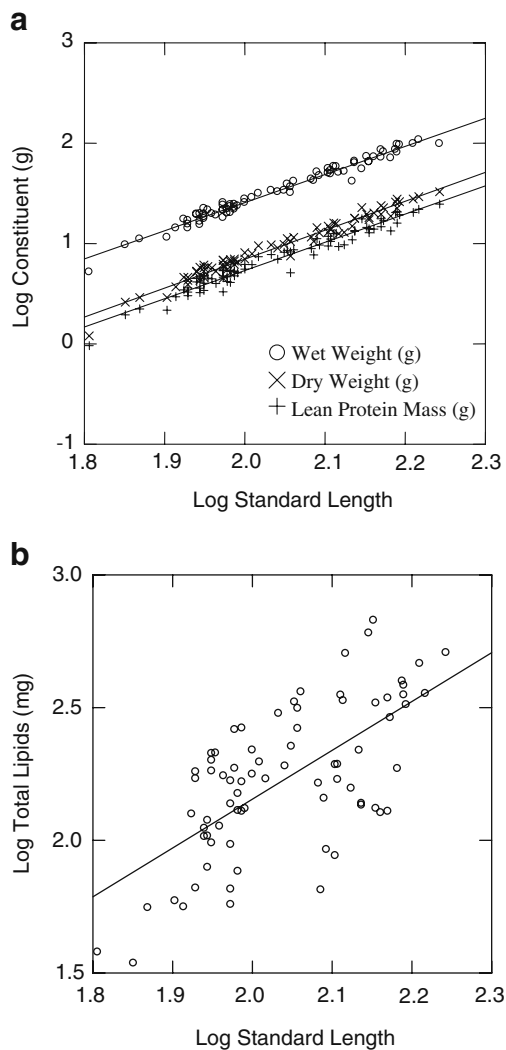 a
3
2
1
0
-1
Log Constituent (g)
Wet Weight (g)
Dry Weight (g)
Lean Protein Mass (g)
1.8 1.9 2.0 2.1 2.2 2.3
Log Standard Length
b
3.0
2.5
2.0
1.5
Log Total Lipids (mg)
1.8 1.9 2.0 2.1 2.2 2.3
Log Standard Length